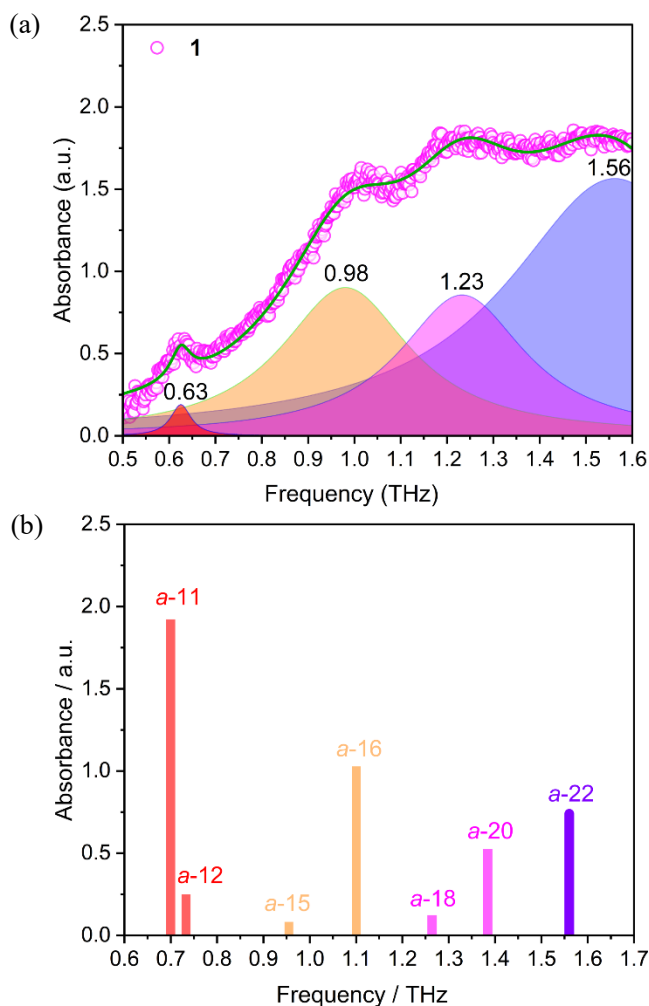 (a)
2.5
2.0
1.5
1.0
0.5
0.0
Absorbance (a.u.)
1
0.63
0.98
1.23
1.56
0.5 0.6 0.7 0.8 0.9 1.0 1.1 1.2 1.3 1.4 1.5 1.6
Frequency (THz)
(b)
2.5
2.0
1.5
1.0
0.5
0.0
Absorbance / a.u.
a-11
a-12
a-15
a-16
a-18
a-20
a-22
0.6 0.7 0.8 0.9 1.0 1.1 1.2 1.3 1.4 1.5 1.6 1.7
Frequency / THz